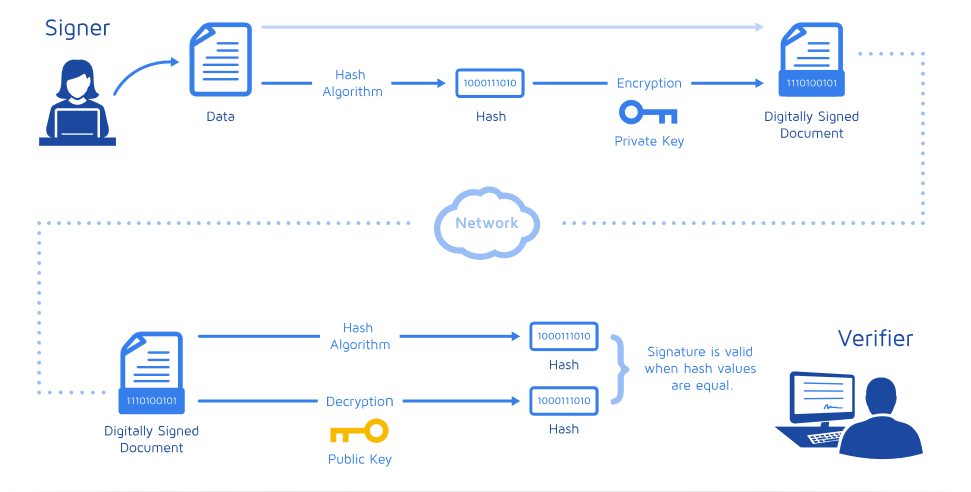 Signer
Data
Hash
Algorithm
1000111010
Hash
Encryption
Private Key
1110100101
Digitally Signed
Document
Network
1110100101
Digitally Signed
Document
Hash
Algorithm
1000111010
Hash
Decryption
Public Key
1000111010
Hash
Signature is valid
when hash values
are equal.
Verifier